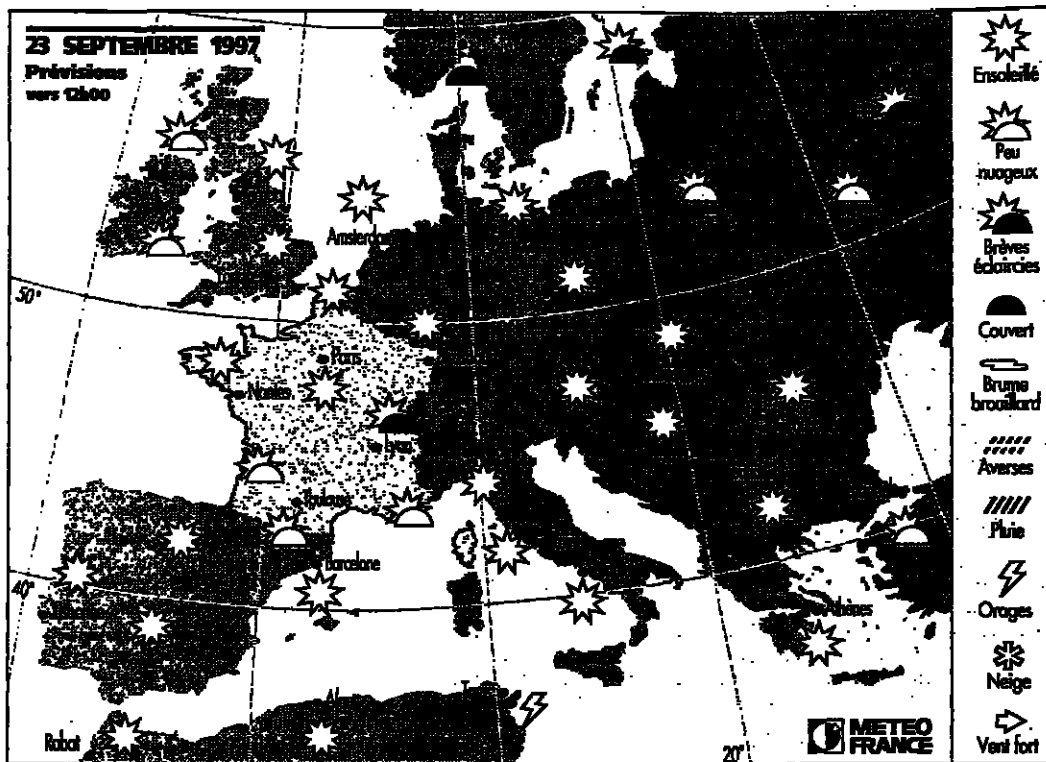 23 SEPTEMBRE 1997
Prévisions
vers 12h00
Amsterdam
50°
Paris
Nantes
Lyon
Toulouse
Barcelone
40°
Athènes
Rabat
20°
METEO
FRANCE
Ensoleillé
Peu
nuageux
Brèves
éclaircies
Couvert
Brume
brouillard
Averses
Pluie
Orages
Neige
Vent fort